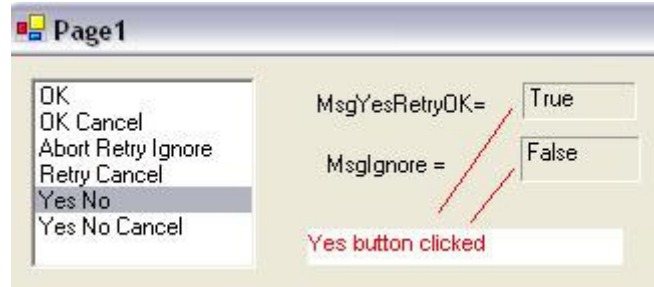 Page1
OK
OK Cancel
Abort Retry Ignore
Retry Cancel
Yes No
Yes No Cancel
MsgYesRetryOK= True
MsgIgnore = False
Yes button clicked